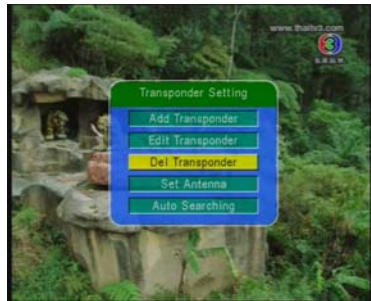 www.thaitv3.com
Transponder Setting
Add Transponder
Edit Transponder
Del Transponder
Set Antenna
Auto Searching